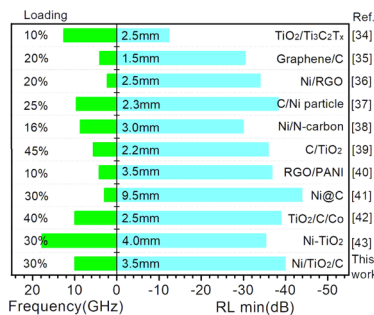 Loading Ref.
10% 2.5mm TiO₂/Ti₃C₂Tₓ [34]
20% 1.5mm Graphene/C [35]
20% 2.5mm Ni/RGO [36]
25% 2.3mm C/Ni particle [37]
16% 3.0mm Ni/N-carbon [38]
45% 2.2mm C/TiO₂ [39]
10% 3.5mm RGO/PANI [40]
30% 9.5mm Ni@C [41]
40% 2.5mm TiO₂/C/Co [42]
30% 4.0mm Ni-TiO₂ [43]
30% 3.5mm Ni/TiO₂/C This work
20 10 0 -10 -20 -30 -40 -50
Frequency(GHz) RL min(dB)